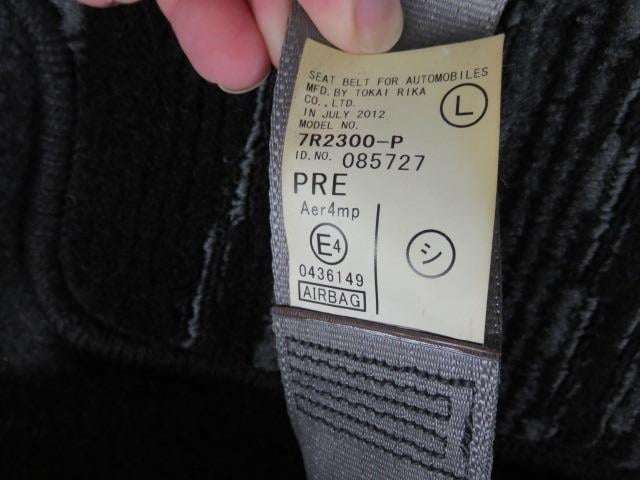 SEAT BELT FOR AUTOMOBILES
MFD. BY TOKAI RIKA
CO., LTD.
IN JULY 2012
MODEL NO.
7R2300-P
ID. NO. 085727
L
PRE
Aer4mp
E4
0436149
AIRBAG
シ